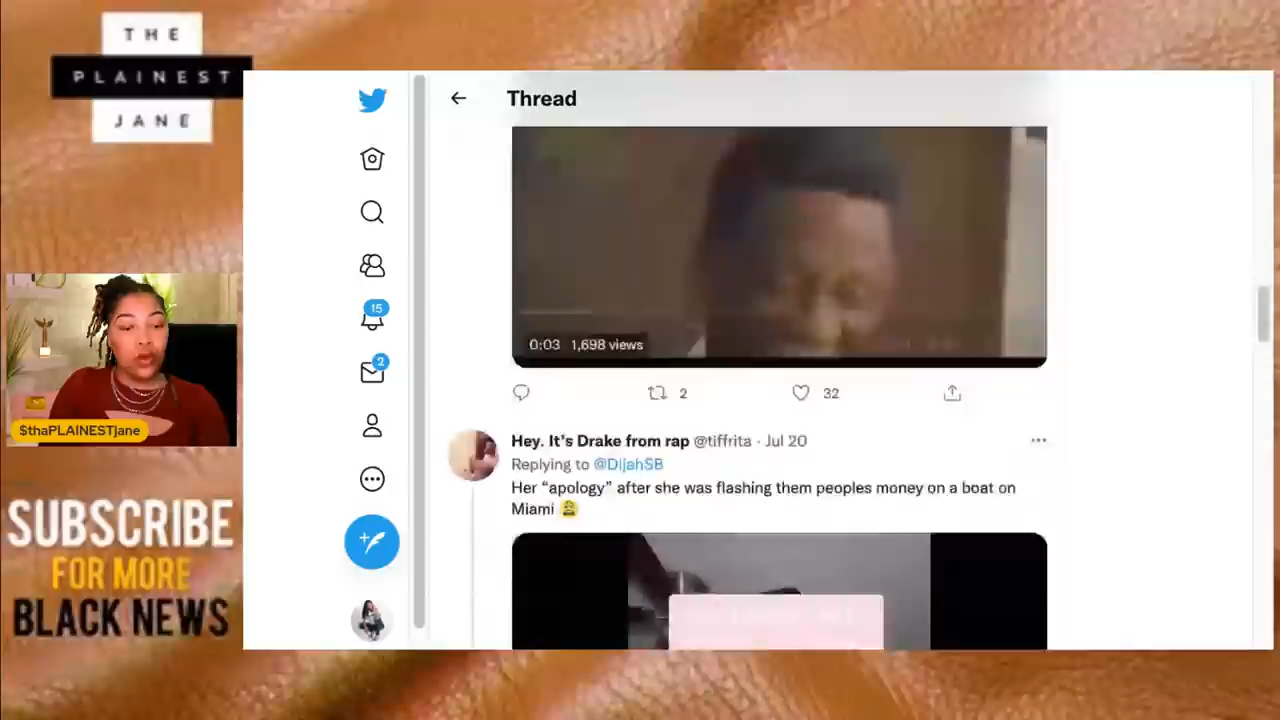 THE
PLAINEST
JANE
$thaPLAINESTjane
SUBSCRIBE
FOR MORE
BLACK NEWS
15
2
Thread
0:03 1,698 views
2 32
Hey. It's Drake from rap @tiffrita · Jul 20
Replying to @DijahSB
Her “apology” after she was flashing them peoples money on a boat on
Miami 😩